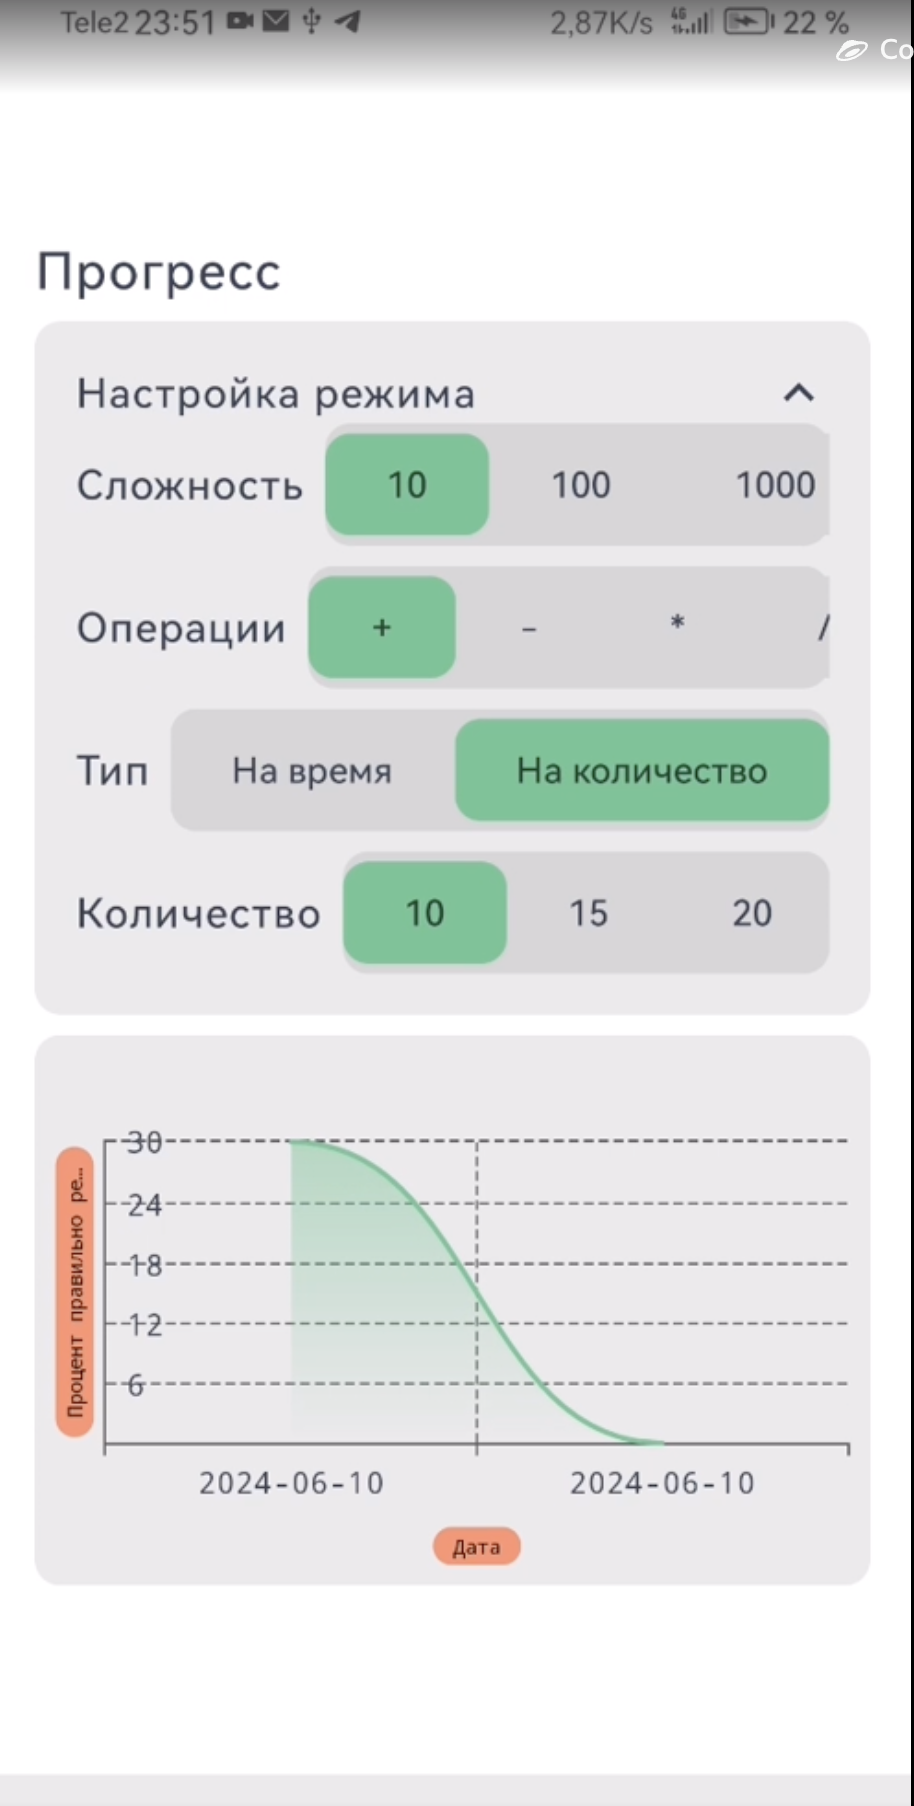 Tele2 23:51 2,87K/s 4G 22 %
Co
Прогресс
Настройка режима
Сложность 10 100 1000
Операции + - * /
Тип На время На количество
Количество 10 15 20
30
24
18
12
6
Процент правильно ре...
2024-06-10 2024-06-10
Дата